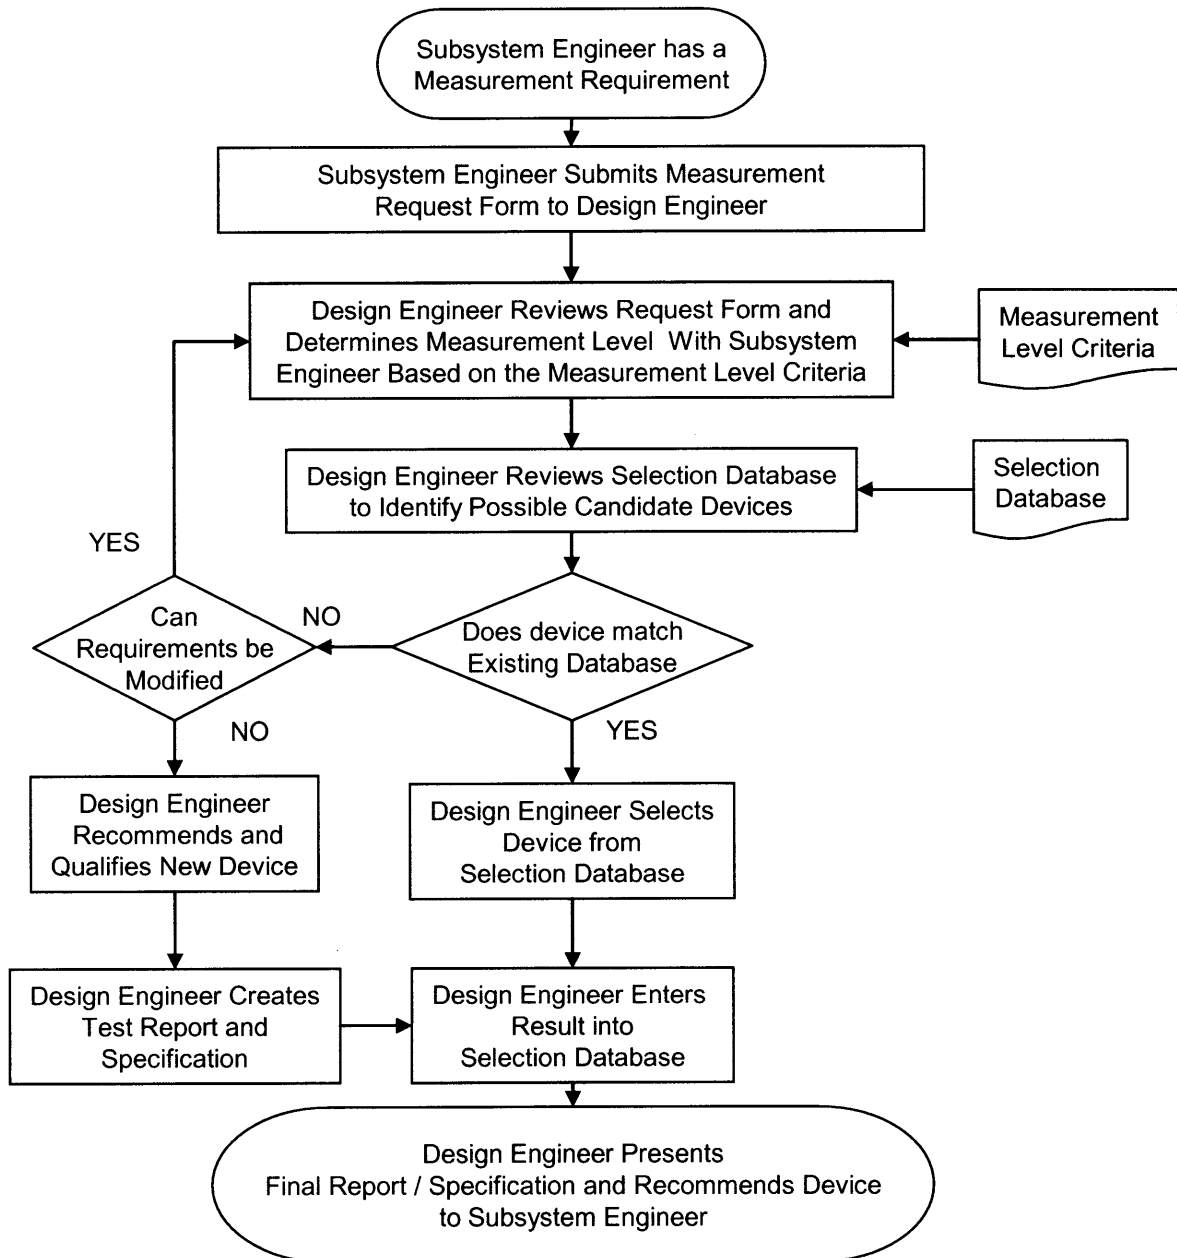 Subsystem Engineer has a
Measurement Requirement
Subsystem Engineer Submits Measurement
Request Form to Design Engineer
Design Engineer Reviews Request Form and
Determines Measurement Level With Subsystem
Engineer Based on the Measurement Level Criteria
Measurement
Level Criteria
Design Engineer Reviews Selection Database
to Identify Possible Candidate Devices
Selection
Database
YES
Can
Requirements be
Modified
NO
Does device match
Existing Database
NO
YES
Design Engineer
Recommends and
Qualifies New Device
Design Engineer Selects
Device from
Selection Database
Design Engineer Creates
Test Report and
Specification
Design Engineer Enters
Result into
Selection Database
Design Engineer Presents
Final Report / Specification and Recommends Device
to Subsystem Engineer